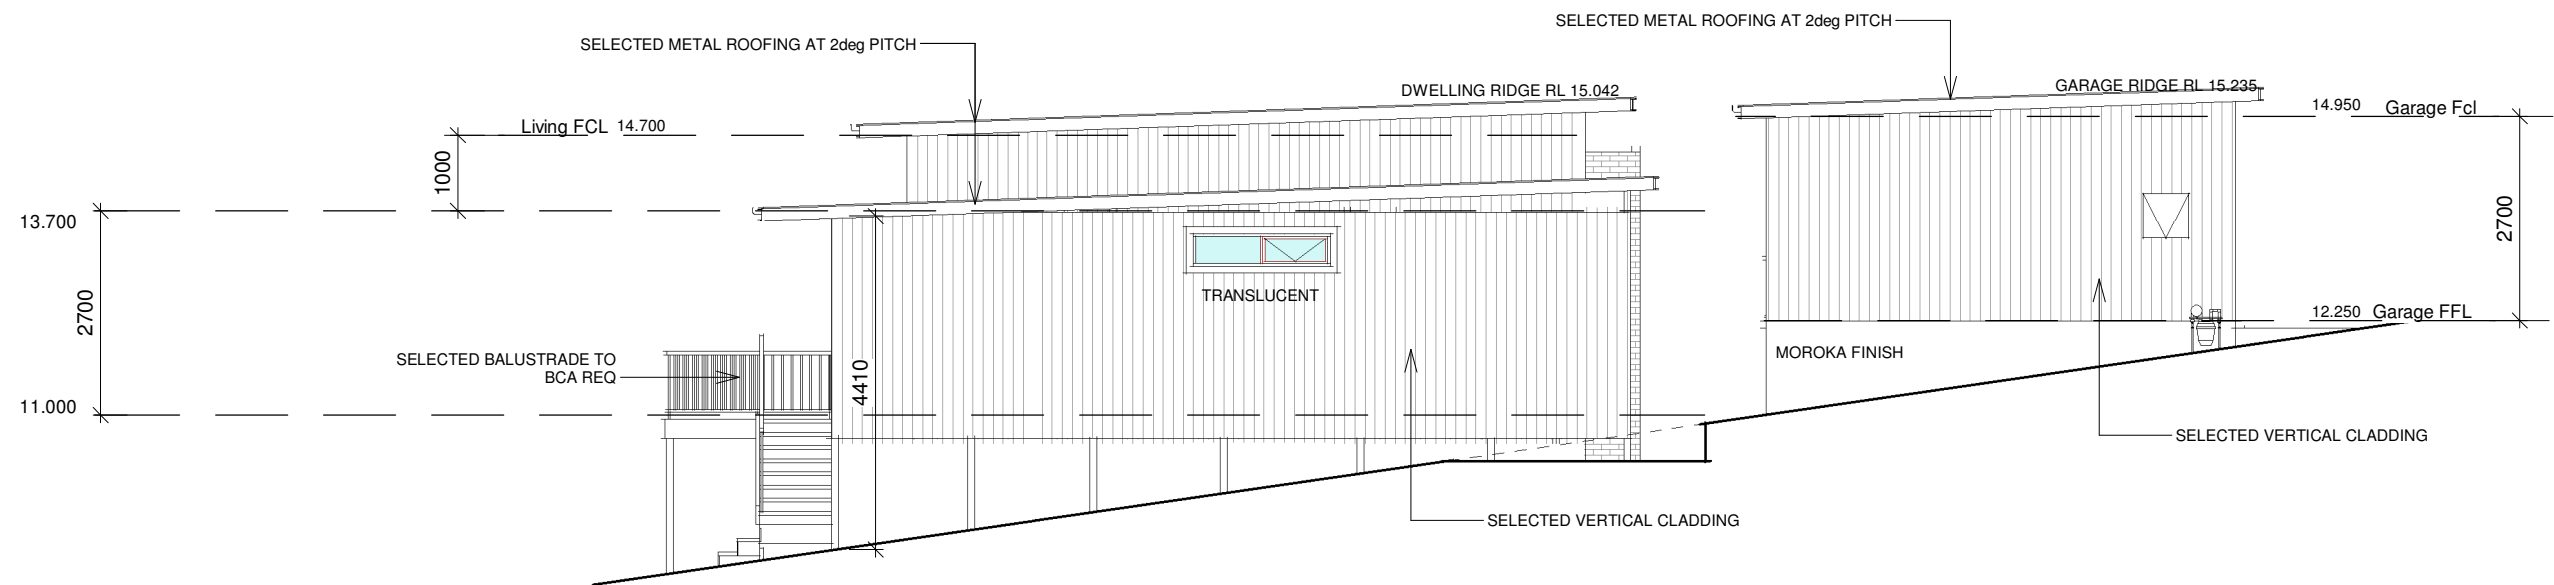 SELECTED METAL ROOFING AT 2deg PITCH
SELECTED METAL ROOFING AT 2deg PITCH
DWELLING RIDGE RL 15.042
GARAGE RIDGE RL 15.235
14.950 Garage Fcl
Living FCL 14.700
1000
13.700
2700
2700
TRANSLUCENT
12.250 Garage FFL
MOROKA FINISH
SELECTED BALUSTRADE TO
BCA REQ
4410
11.000
SELECTED VERTICAL CLADDING
SELECTED VERTICAL CLADDING